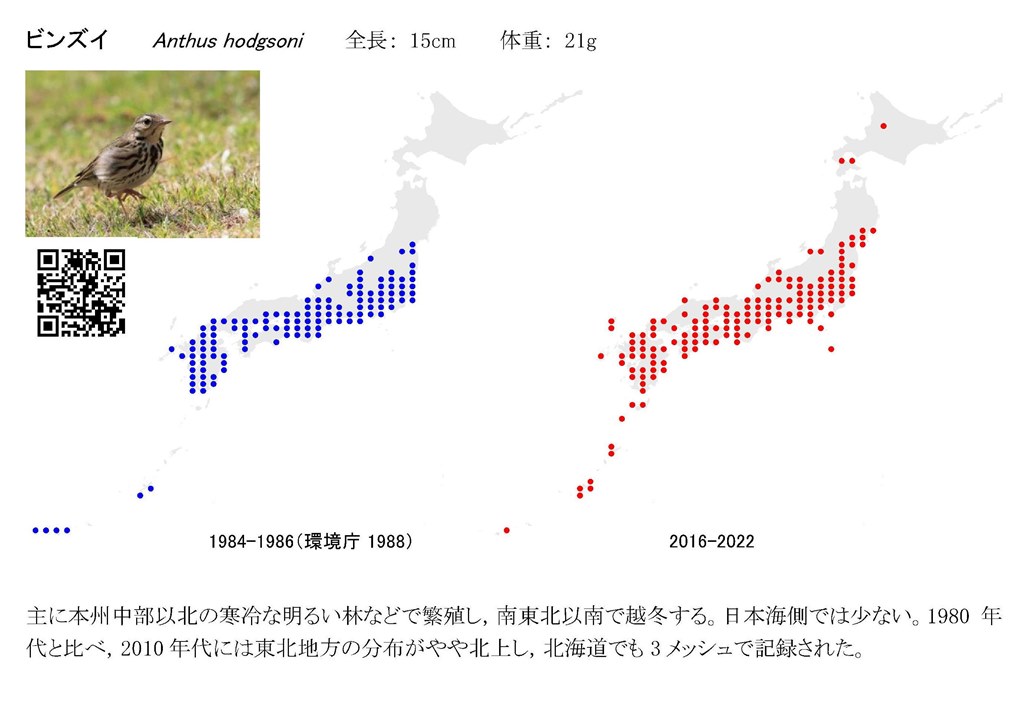 ビンズイ Anthus hodgsoni 全長： 15cm 体重： 21g
1984-1986（環境庁 1988）
2016-2022
主に本州中部以北の寒冷な明るい林などで繁殖し，南東北以南で越冬する。日本海側では少ない。1980 年
代と比べ，2010 年代には東北地方の分布がやや北上し，北海道でも 3 メッシュで記録された。